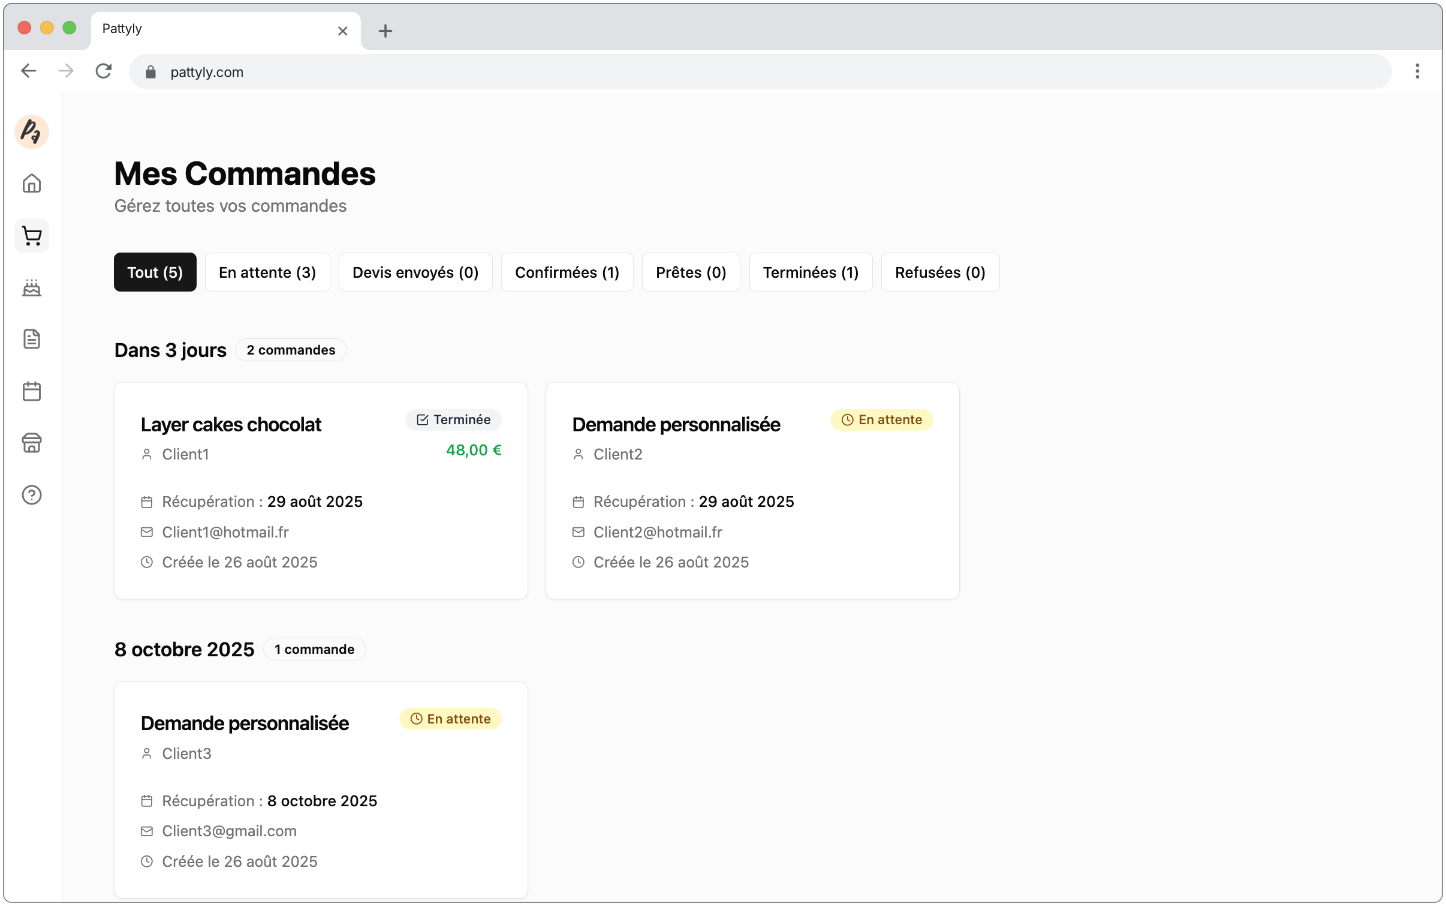 Pattyly
pattyly.com
Pa
Mes Commandes
Gérez toutes vos commandes
Tout (5)
En attente (3)
Devis envoyés (0)
Confirmées (1)
Prêtes (0)
Terminées (1)
Refusées (0)
Dans 3 jours
2 commandes
Layer cakes chocolat
Terminée
Client1
48,00 €
Récupération : 29 août 2025
Client1@hotmail.fr
Créée le 26 août 2025
Demande personnalisée
En attente
Client2
Récupération : 29 août 2025
Client2@hotmail.fr
Créée le 26 août 2025
8 octobre 2025
1 commande
Demande personnalisée
En attente
Client3
Récupération : 8 octobre 2025
Client3@gmail.com
Créée le 26 août 2025